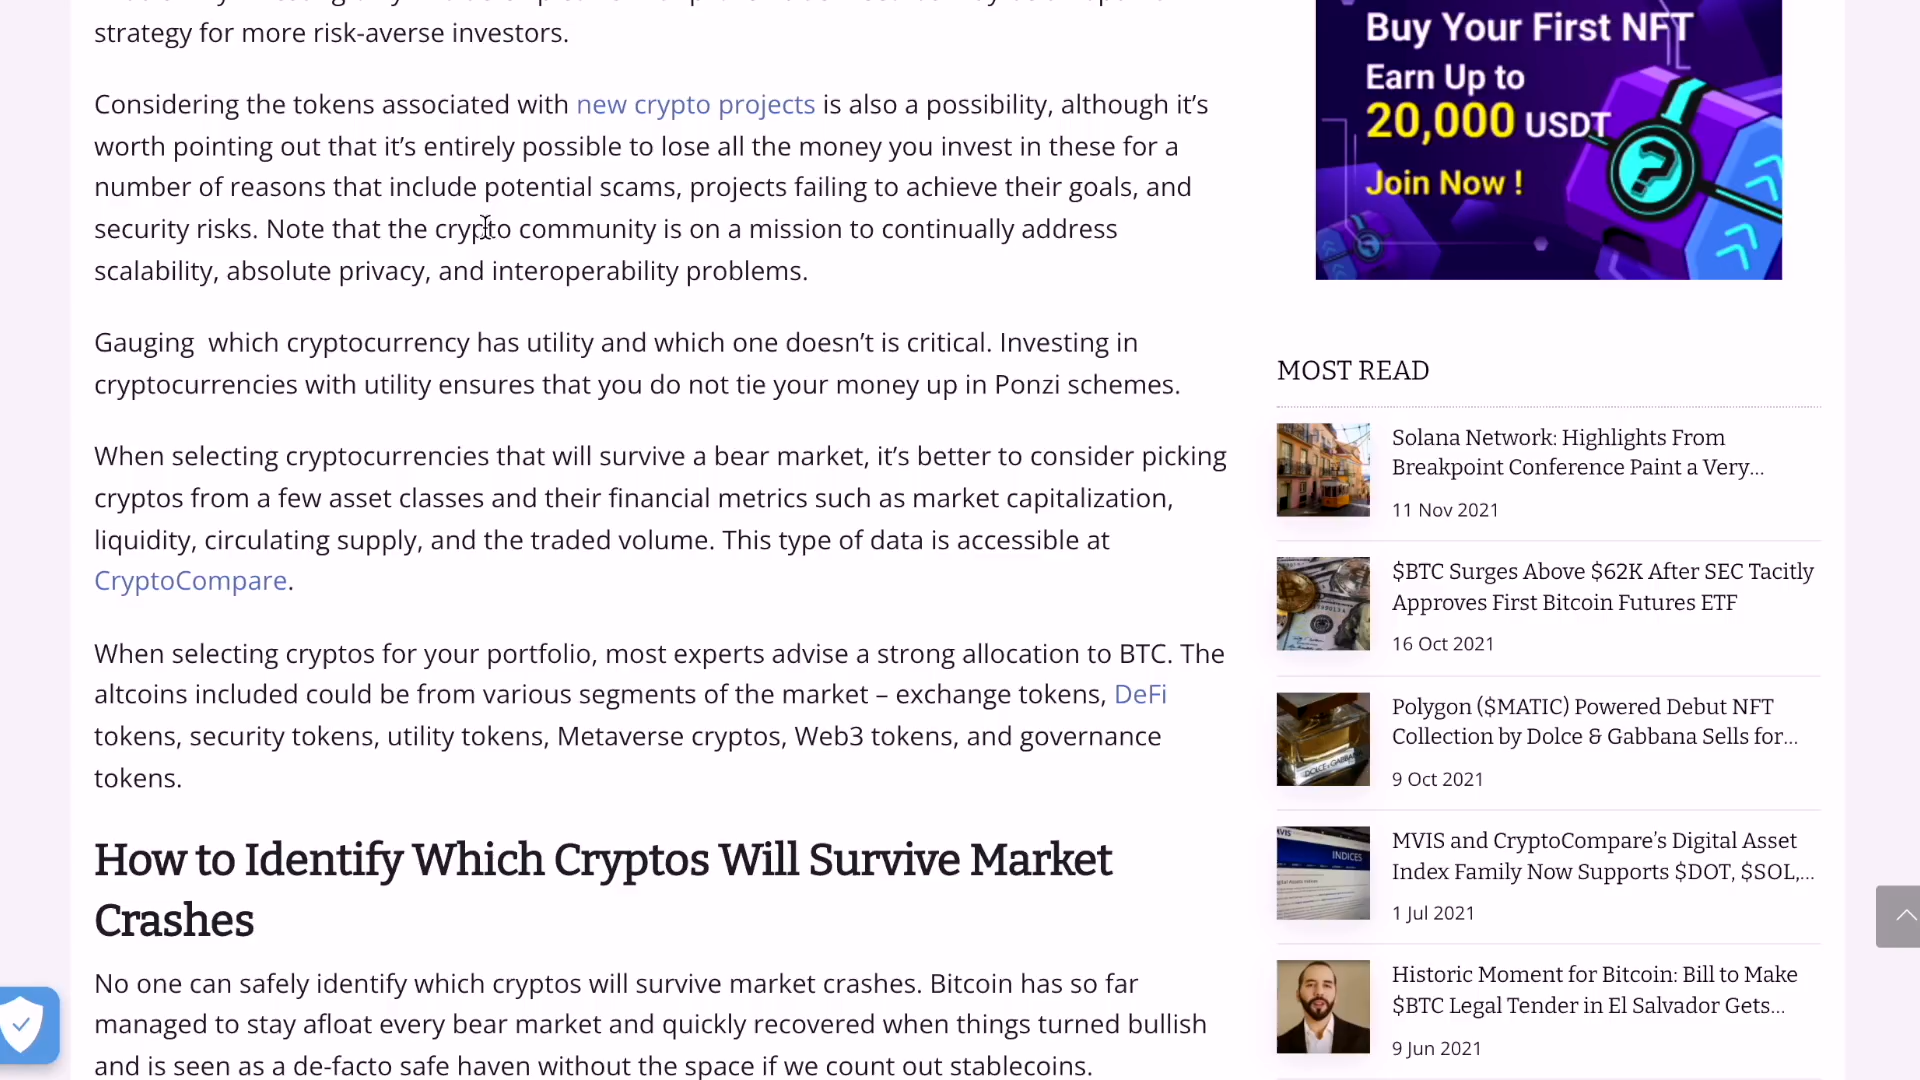 strategy for more risk-averse investors.
Considering the tokens associated with new crypto projects is also a possibility, although it’s
worth pointing out that it’s entirely possible to lose all the money you invest in these for a
number of reasons that include potential scams, projects failing to achieve their goals, and
security risks. Note that the crypto community is on a mission to continually address
scalability, absolute privacy, and interoperability problems.
Gauging  which cryptocurrency has utility and which one doesn’t is critical. Investing in
cryptocurrencies with utility ensures that you do not tie your money up in Ponzi schemes.
When selecting cryptocurrencies that will survive a bear market, it’s better to consider picking
cryptos from a few asset classes and their financial metrics such as market capitalization,
liquidity, circulating supply, and the traded volume. This type of data is accessible at
CryptoCompare.
When selecting cryptos for your portfolio, most experts advise a strong allocation to BTC. The
altcoins included could be from various segments of the market – exchange tokens, DeFi
tokens, security tokens, utility tokens, Metaverse cryptos, Web3 tokens, and governance
tokens.
How to Identify Which Cryptos Will Survive Market
Crashes
No one can safely identify which cryptos will survive market crashes. Bitcoin has so far
managed to stay afloat every bear market and quickly recovered when things turned bullish
and is seen as a de-facto safe haven without the space if we count out stablecoins.
Buy Your First NFT
Earn Up to
20,000 USDT
Join Now !
MOST READ
Solana Network: Highlights From
Breakpoint Conference Paint a Very...
11 Nov 2021
$BTC Surges Above $62K After SEC Tacitly
Approves First Bitcoin Futures ETF
16 Oct 2021
Polygon ($MATIC) Powered Debut NFT
Collection by Dolce & Gabbana Sells for...
9 Oct 2021
MVIS and CryptoCompare’s Digital Asset
Index Family Now Supports $DOT, $SOL,...
1 Jul 2021
INDICES
Historic Moment for Bitcoin: Bill to Make
$BTC Legal Tender in El Salvador Gets...
9 Jun 2021